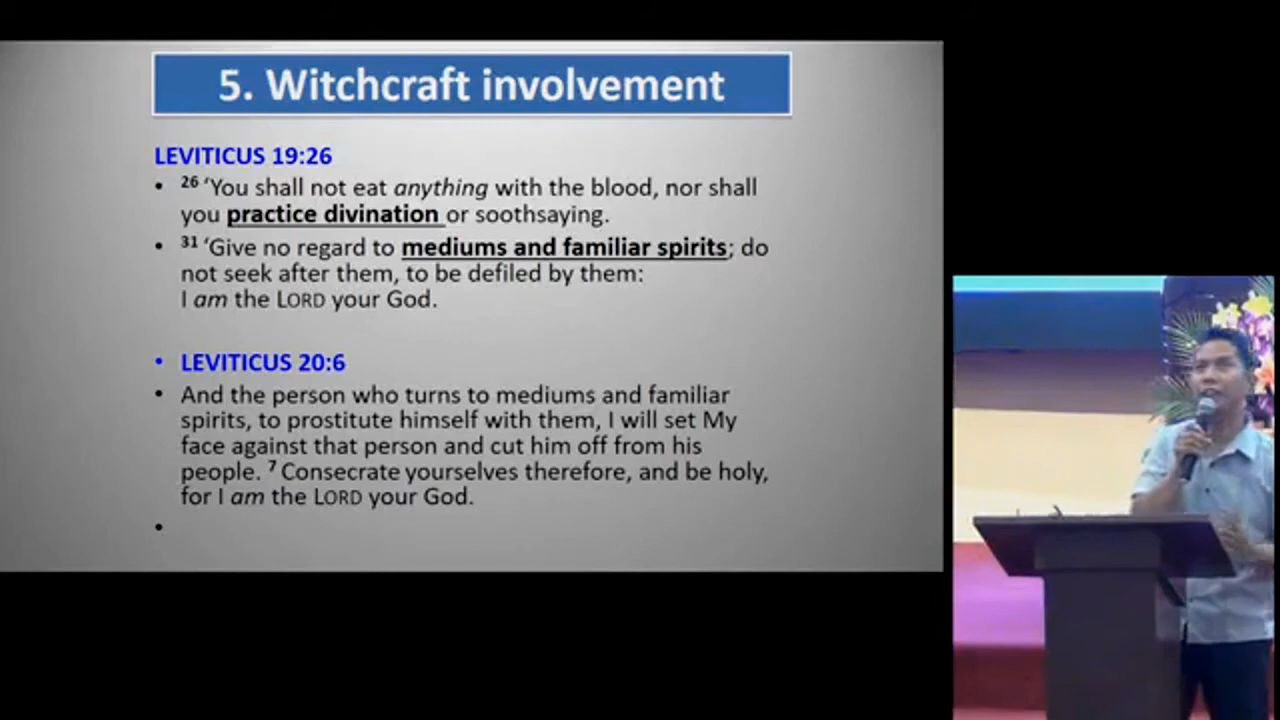 5. Witchcraft involvement
LEVITICUS 19:26
• 26 ‘You shall not eat anything with the blood, nor shall
you practice divination or soothsaying.
• 31 ‘Give no regard to mediums and familiar spirits; do
not seek after them, to be defiled by them:
I am the LORD your God.
• LEVITICUS 20:6
• And the person who turns to mediums and familiar
spirits, to prostitute himself with them, I will set My
face against that person and cut him off from his
people. 7 Consecrate yourselves therefore, and be holy,
for I am the LORD your God.
•